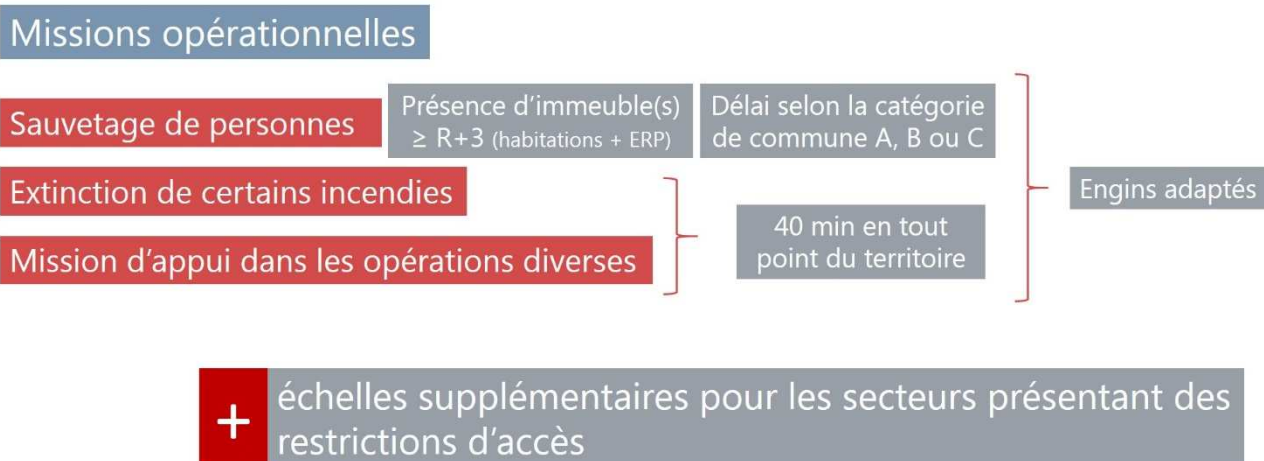 Missions opérationnelles
Sauvetage de personnes
Présence d'immeuble(s)
≥ R+3 (habitations + ERP)
Délai selon la catégorie
de commune A, B ou C
Extinction de certains incendies
Mission d'appui dans les opérations diverses
40 min en tout
point du territoire
Engins adaptés
+
échelles supplémentaires pour les secteurs présentant des
restrictions d'accès